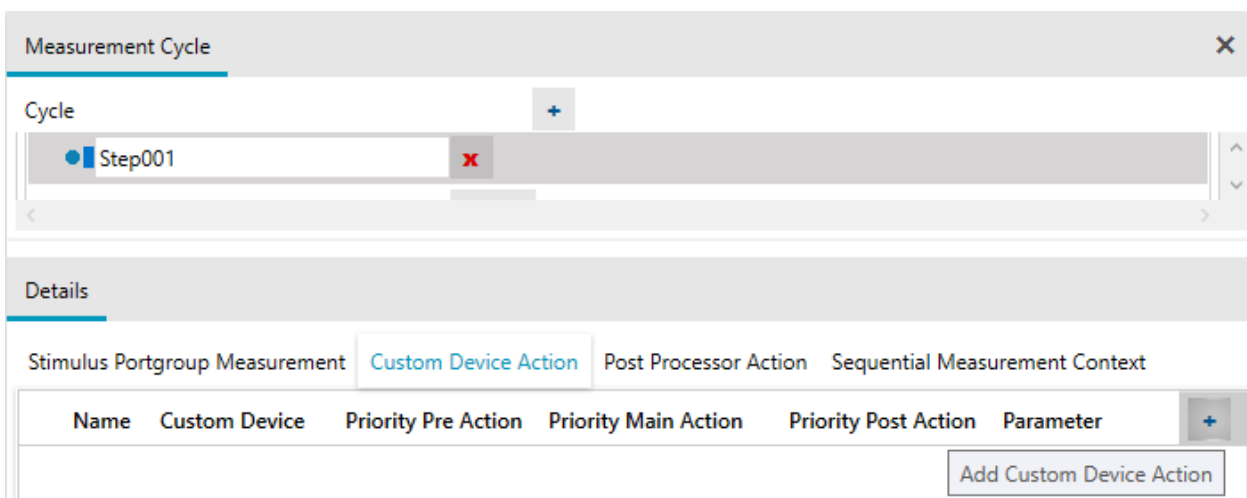 Measurement Cycle
Cycle +
Step001 x
Details
Stimulus Portgroup Measurement Custom Device Action Post Processor Action Sequential Measurement Context
Name Custom Device Priority Pre Action Priority Main Action Priority Post Action Parameter +
Add Custom Device Action